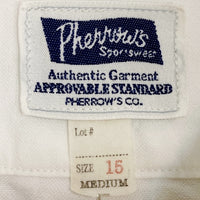 Pherrow's
Sportswear
Authentic Garment
APPROVABLE STANDARD
PHERROW'S CO.
Lot #
SIZE 15
MEDIUM